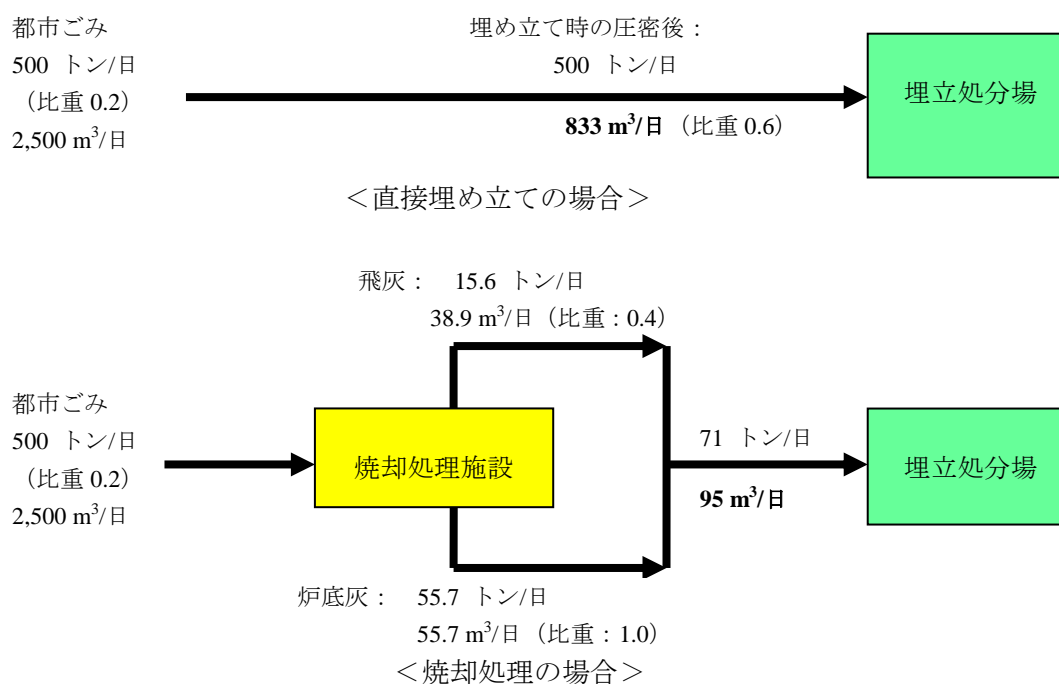 都市ごみ
500 トン/日
（比重 0.2）
2,500 m³/日
埋め立て時の圧密後：
500 トン/日
833 m³/日（比重 0.6）
埋立処分場
＜直接埋め立ての場合＞
飛灰： 15.6 トン/日
38.9 m³/日（比重：0.4）
都市ごみ
500 トン/日
（比重 0.2）
2,500 m³/日
焼却処理施設
71 トン/日
95 m³/日
埋立処分場
炉底灰： 55.7 トン/日
55.7 m³/日（比重：1.0）
＜焼却処理の場合＞